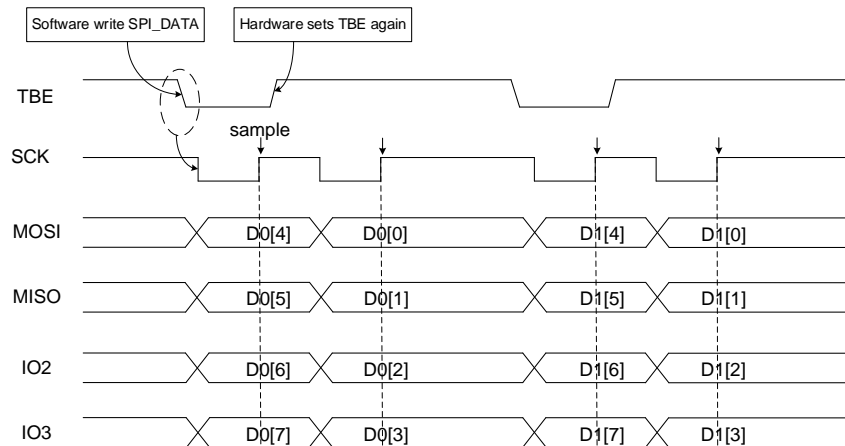 Software write SPI_DATA
Hardware sets TBE again
TBE
sample
SCK
MOSI D0[4] D0[0] D1[4] D1[0]
MISO D0[5] D0[1] D1[5] D1[1]
IO2 D0[6] D0[2] D1[6] D1[2]
IO3 D0[7] D0[3] D1[7] D1[3]